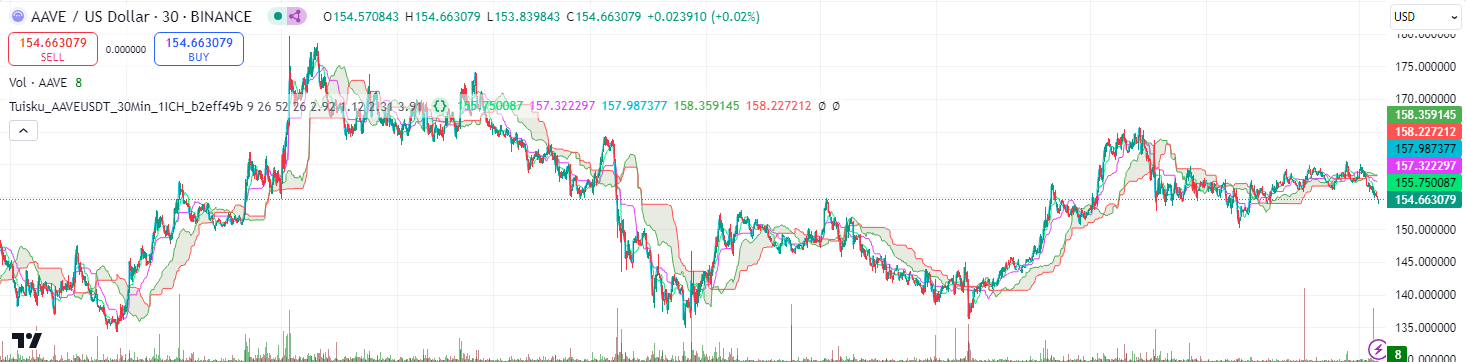 AAVE / US Dollar · 30 · BINANCE O154.570843 H154.663079 L153.839843 C154.663079 +0.023910 (+0.02%)
USD
154.663079 SELL
0.000000
154.663079 BUY
Vol · AAVE 8
Tuisku_AAVEUSDT_30Min_1ICH_b2eff49b 9 26 52 26 2.92 1.12 2.31 3.91 {} 155.750087 157.322297 157.987377 158.359145 158.227212 Ø Ø
175.000000
170.000000
158.359145
158.227212
157.987377
157.322297
155.750087
154.663079
150.000000
145.000000
140.000000
135.000000
8